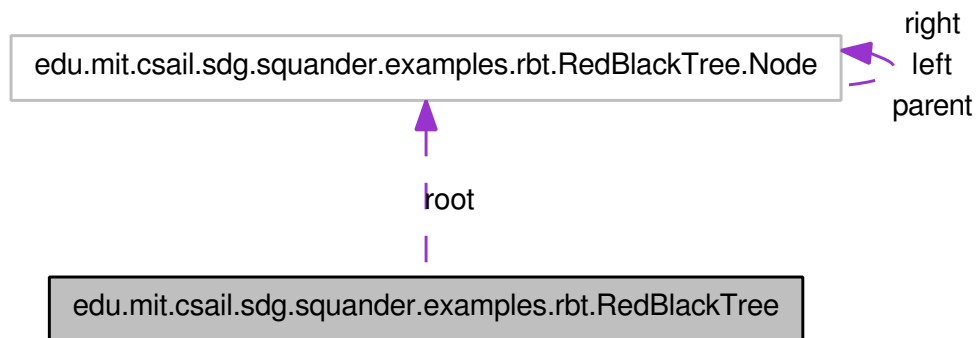 right
edu.mit.csail.sdg.squander.examples.rbt.RedBlackTree.Node
left
parent
root
edu.mit.csail.sdg.squander.examples.rbt.RedBlackTree